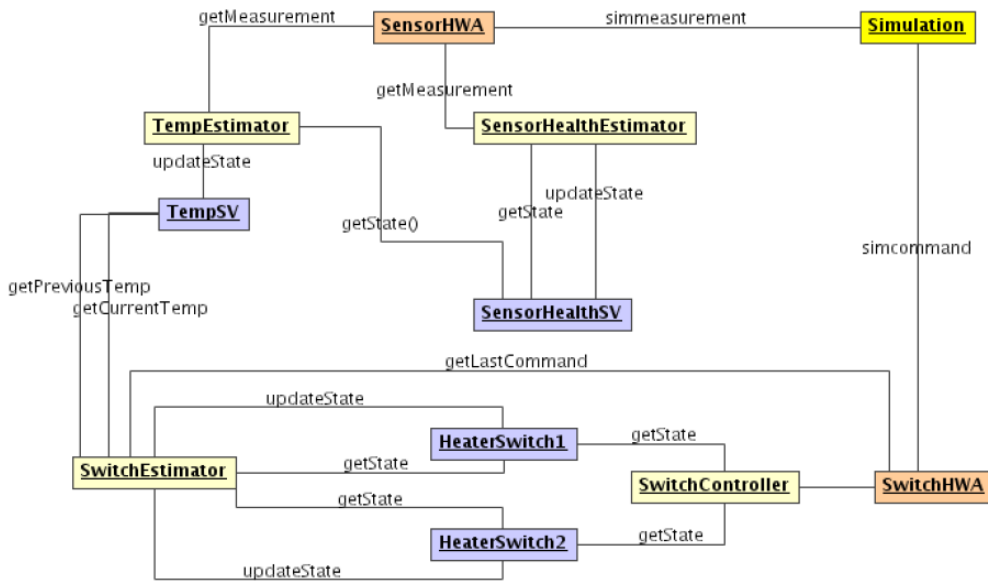 getMeasurement
simmeasurement
SensorHWA
Simulation
getMeasurement
TempEstimator
SensorHealthEstimator
updateState
updateState
TempSV
getState
getState()
simcommand
getPreviousTemp
getCurrentTemp
SensorHealthSV
getLastCommand
updateState
HeaterSwitch1
getState
getState
SwitchEstimator
SwitchController
SwitchHWA
getState
HeaterSwitch2
getState
updateState